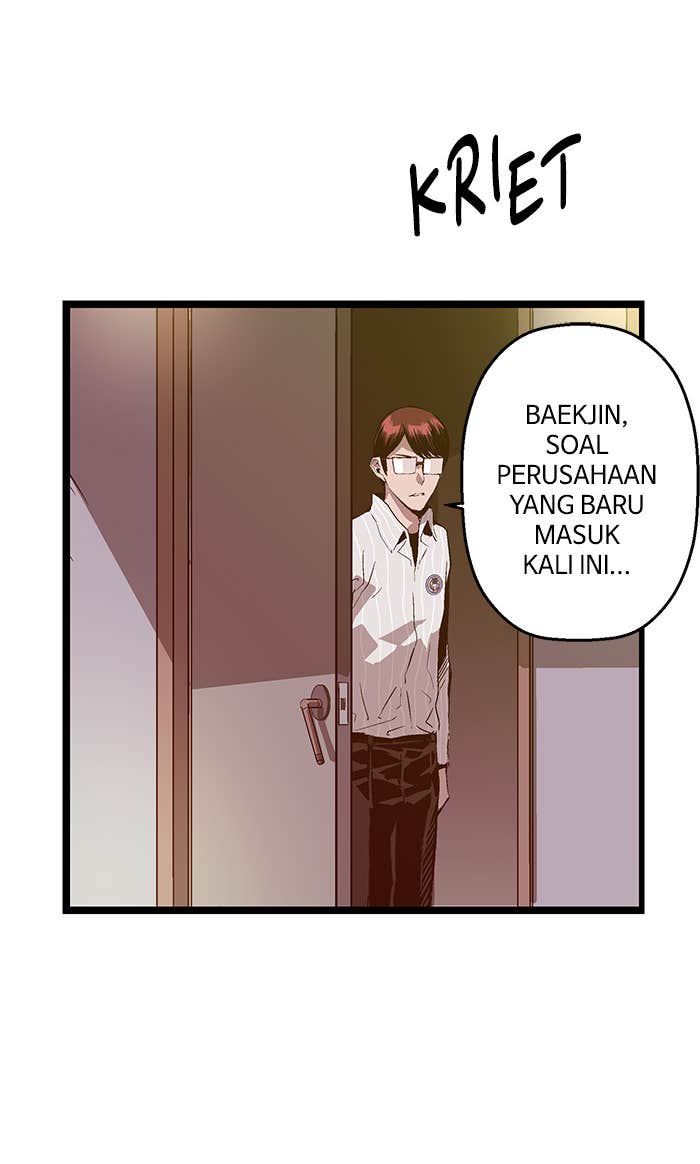 KRIET
BAEKJIN,
SOAL
PERUSAHAAN
YANG BARU
MASUK
KALI INI...